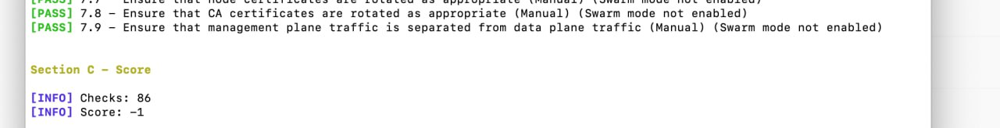 [PASS] 7.7 – Ensure that node certificates are rotated as appropriate (Manual) (Swarm mode not enabled)
[PASS] 7.8 – Ensure that CA certificates are rotated as appropriate (Manual) (Swarm mode not enabled)
[PASS] 7.9 – Ensure that management plane traffic is separated from data plane traffic (Manual) (Swarm mode not enabled)
Section C – Score
[INFO] Checks: 86
[INFO] Score: –1